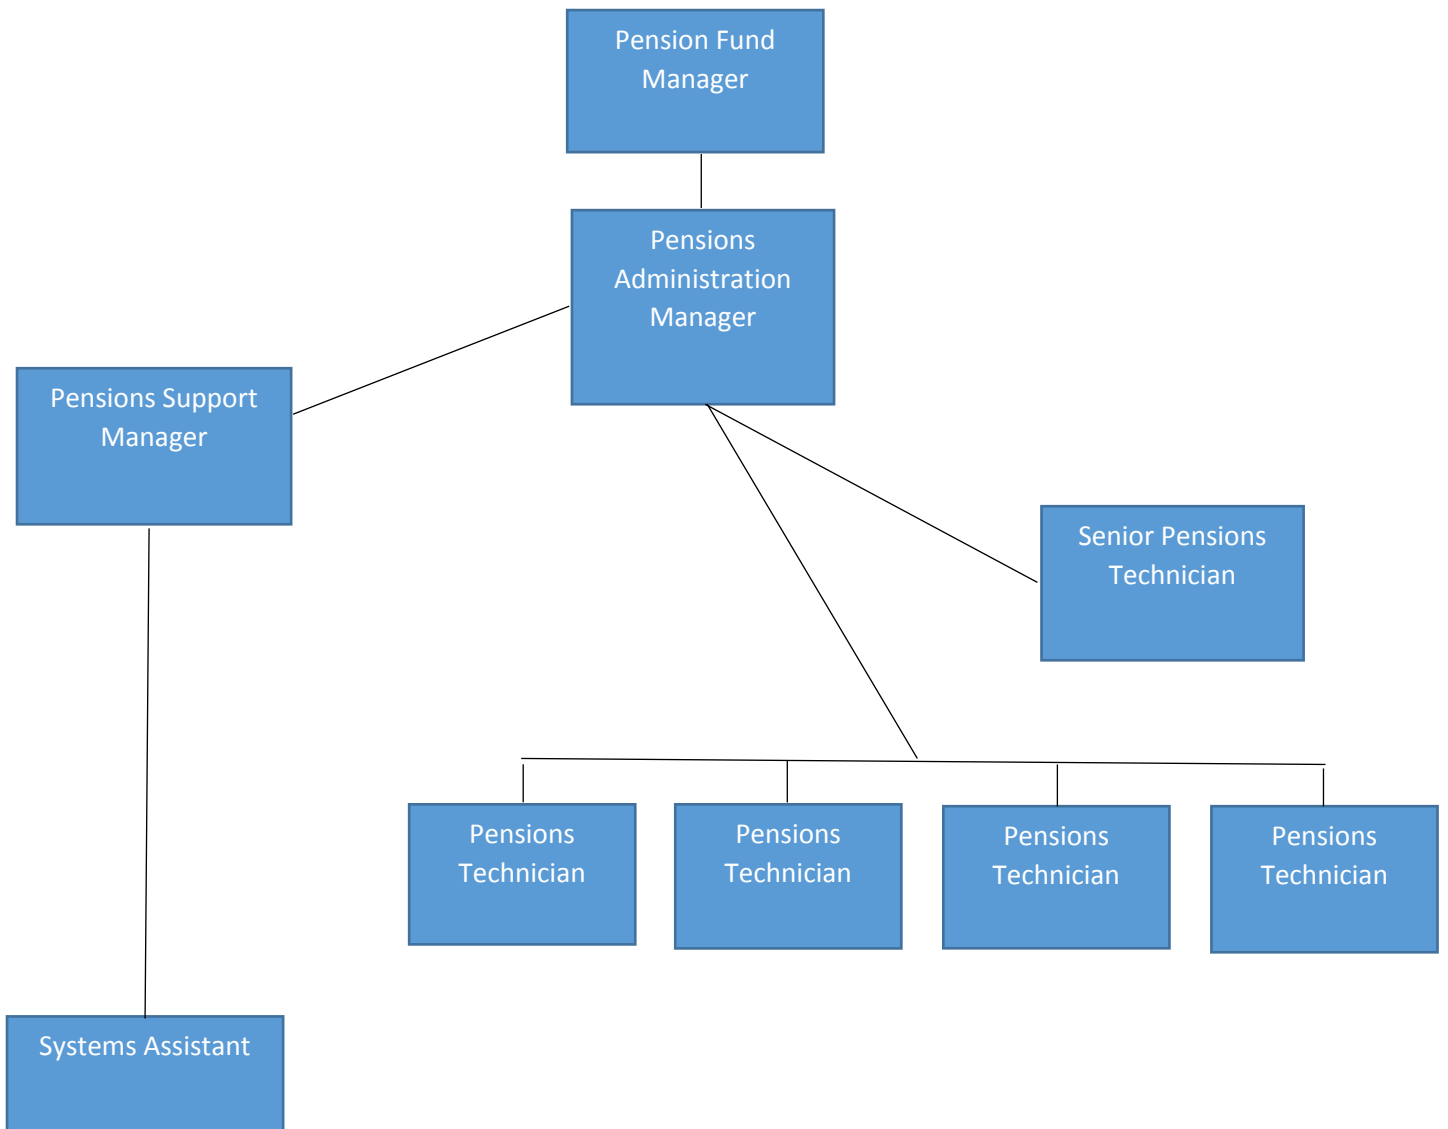 Pension Fund
Manager
Pensions
Administration
Manager
Pensions Support
Manager
Senior Pensions
Technician
Pensions
Technician
Pensions
Technician
Pensions
Technician
Pensions
Technician
Systems Assistant